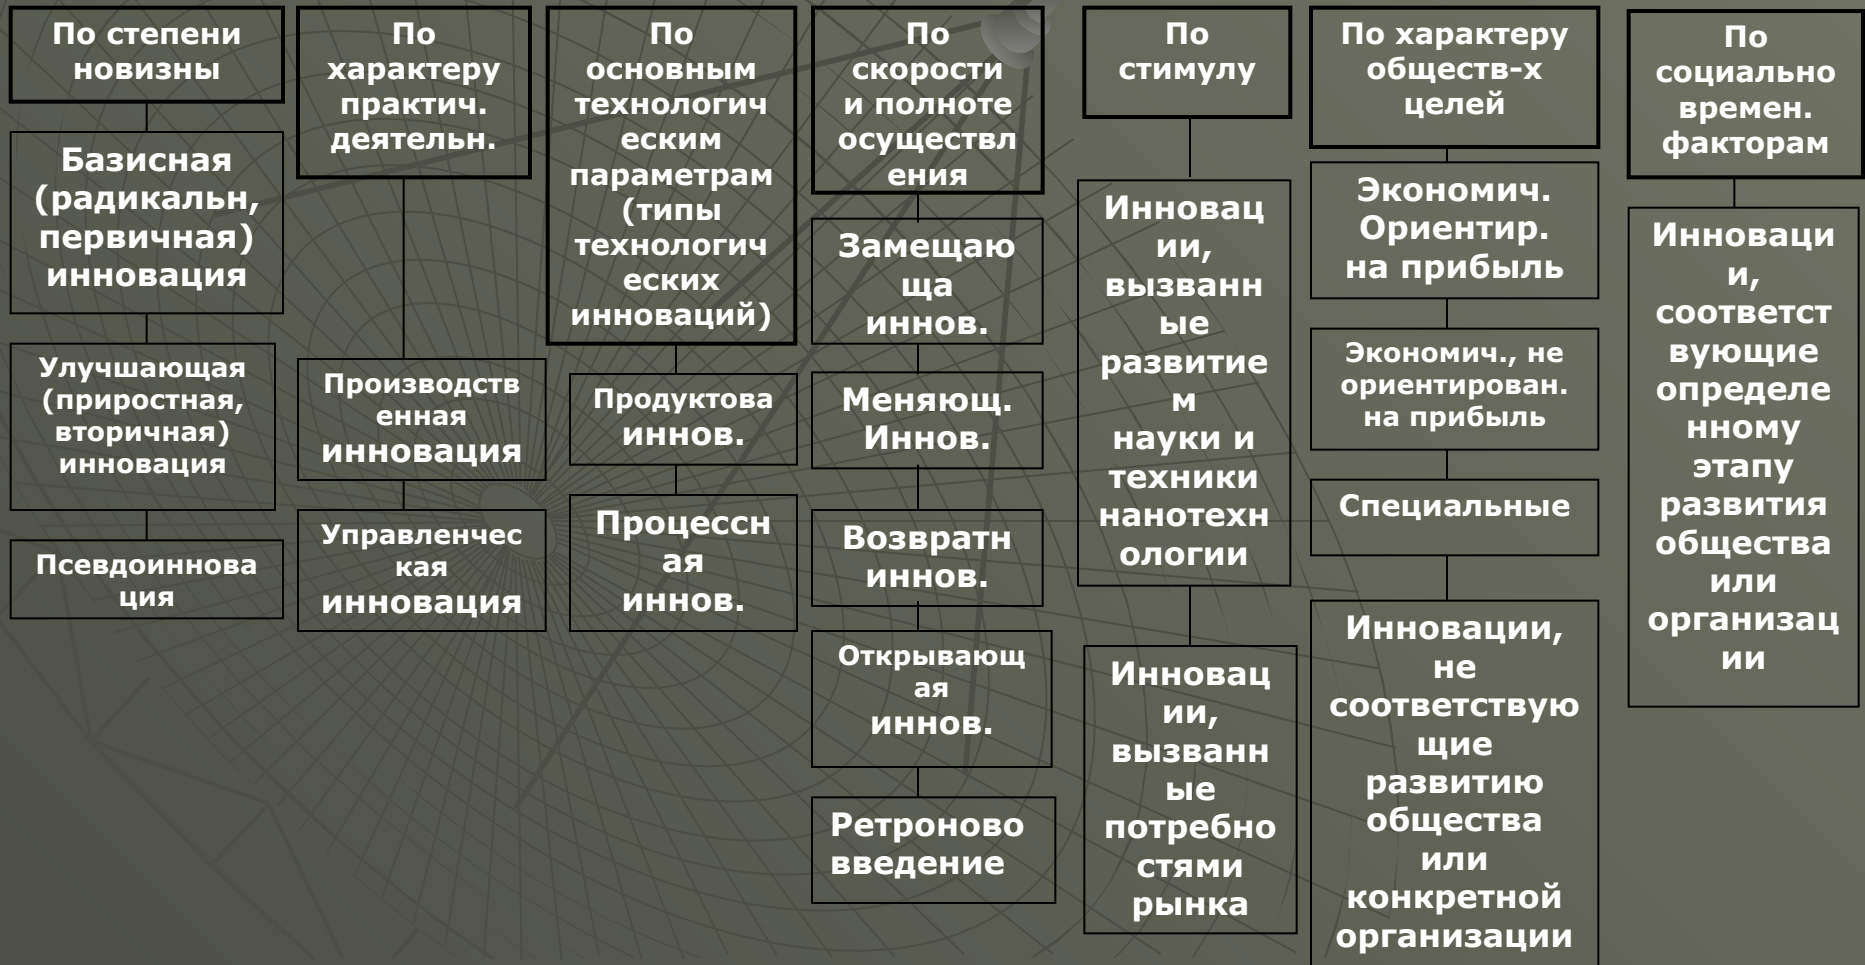 По степени
новизны
Базисная
(радикальн,
первичная)
инновация
Улучшающая
(приростная,
вторичная)
инновация
Псевдоиннова
ция
По
характеру
практич.
деятельн.
Производств
енная
инновация
Управленчес
кая
инновация
По
основным
технологич
еским
параметрам
(типы
технологич
еских
инноваций)
Продуктова
иннов.
Процессн
ая
иннов.
По
скорости
и полноте
осуществл
ения
Замещаю
ща
иннов.
Меняющ.
Иннов.
Возвратн
иннов.
Открывающ
ая
иннов.
Ретроново
введение
По
стимулу
Инновац
ии,
вызванн
ые
развитие
м
науки и
техники
нанотехн
ологии
Инновац
ии,
вызванн
ые
потребно
стями
рынка
По характеру
обществ-х
целей
Экономич.
Ориентир.
на прибыль
Экономич., не
ориентирован.
на прибыль
Специальные
Инновации,
не
соответствую
щие
развитию
общества
или
конкретной
организации
По
социально
времен.
факторам
Инноваци
и,
соответст
вующие
определе
нному
этапу
развития
общества
или
организац
ии